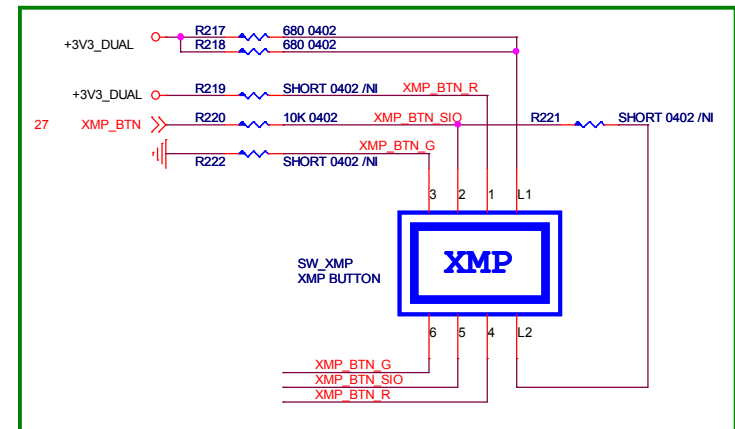 R217 680 0402
+3V3_DUAL
R218 680 0402
+3V3_DUAL R219 SHORT 0402 /NI XMP_BTN_R
27 XMP_BTN R220 10K 0402 XMP_BTN_SIO R221 SHORT 0402 /NI
XMP_BTN_G
R222 SHORT 0402 /NI
3 2 1 L1
XMP
SW_XMP
XMP BUTTON
6 5 4 L2
XMP_BTN_G
XMP_BTN_SIO
XMP_BTN_R